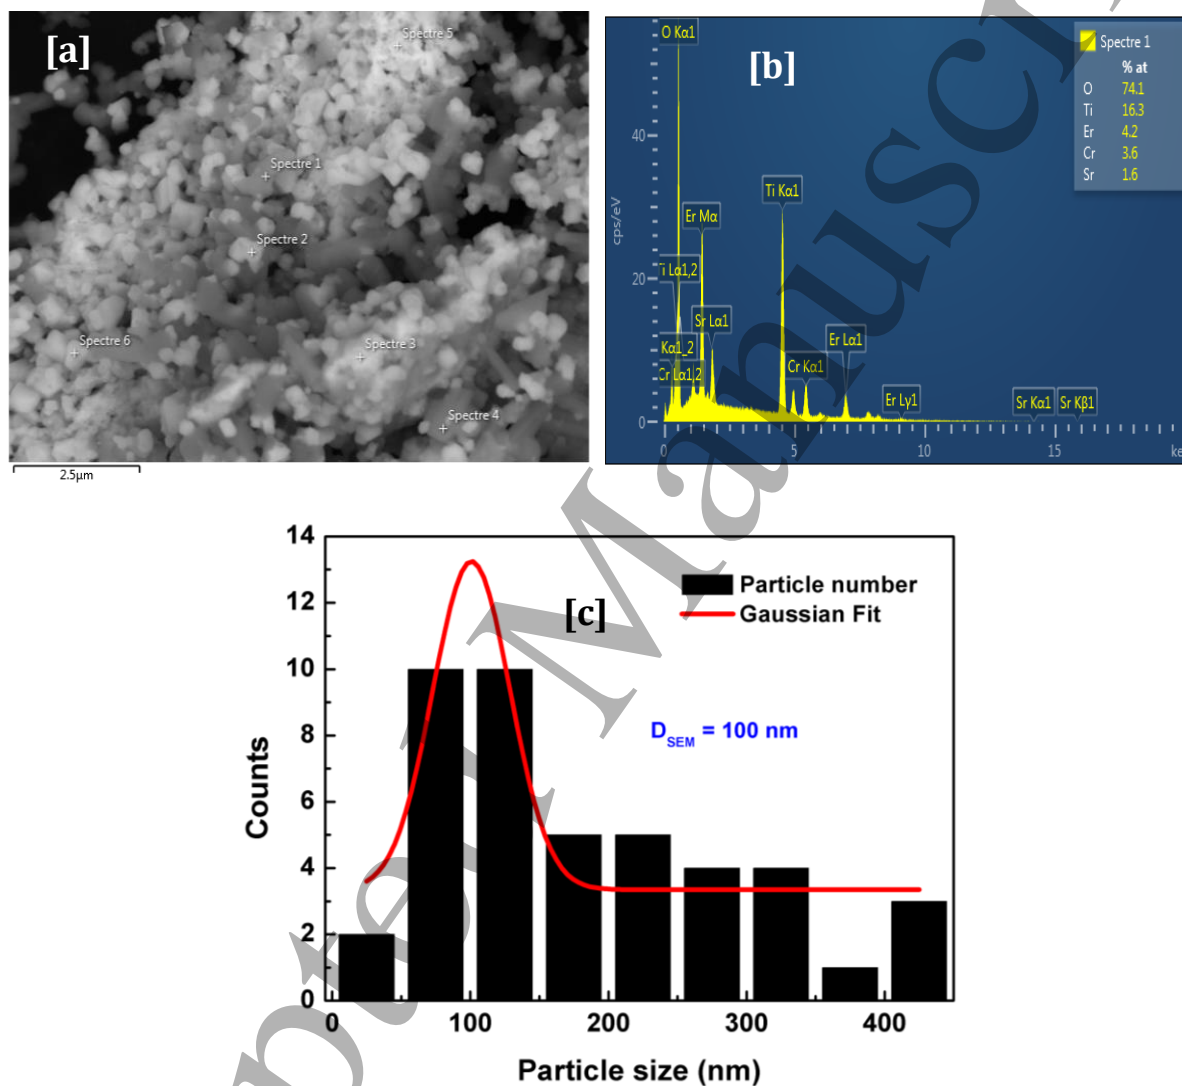 [a]
Spectre 5
Spectre 1
Spectre 2
Spectre 6
Spectre 3
Spectre 4
2.5µm
[b]
O Kα1
Spectre 1
% at
O 74.1
Ti 16.3
Er 4.2
Cr 3.6
Sr 1.6
cps/eV
40
20
0
Ti Kα1
Er Mα
Ti Lα1,2
Sr Lα1
Kα1_2
Cr Lα1,2
Cr Kα1
Er Lα1
Er Lγ1
Sr Kα1
Sr Kβ1
0 5 10 15 ke
[c]
Particle number
Gaussian Fit
D SEM = 100 nm
Counts
14
12
10
8
6
4
2
0
0 100 200 300 400
Particle size (nm)
pted Manuscri